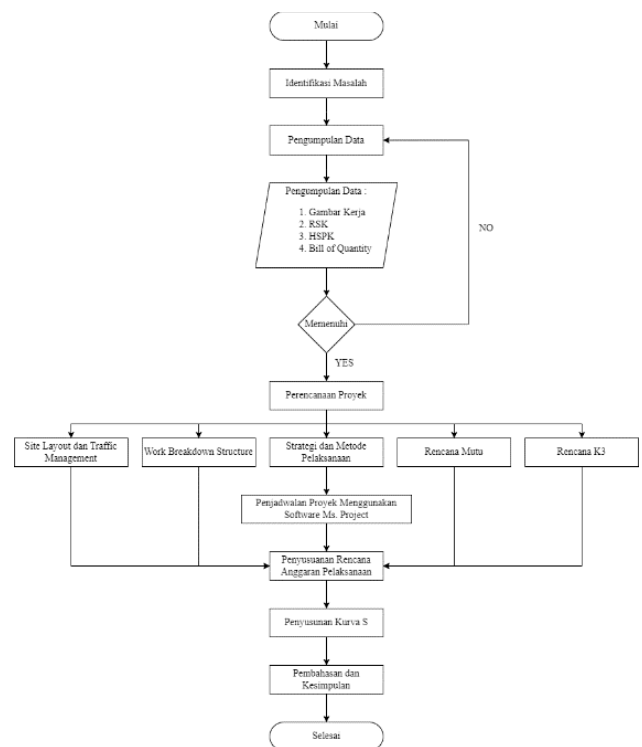 Mulai
Identifikasi Masalah
Pengumpulan Data
Pengumpulan Data :
1. Gambar Kerja
2. RSK
3. HSPK
4. Bill of Quantity
NO
Memenuhi
YES
Perencanaan Proyek
Site Layout dan Traffic
Management
Work Breakdown Structure
Strategi dan Metode
Pelaksanaan
Rencana Mutu
Rencana K3
Penjadwalan Proyek Menggunakan
Software Ms. Project
Penyusuanan Rencana
Anggaran Pelaksanaan
Penyusunan Kurva S
Pembahasan dan
Kesimpulan
Selesai